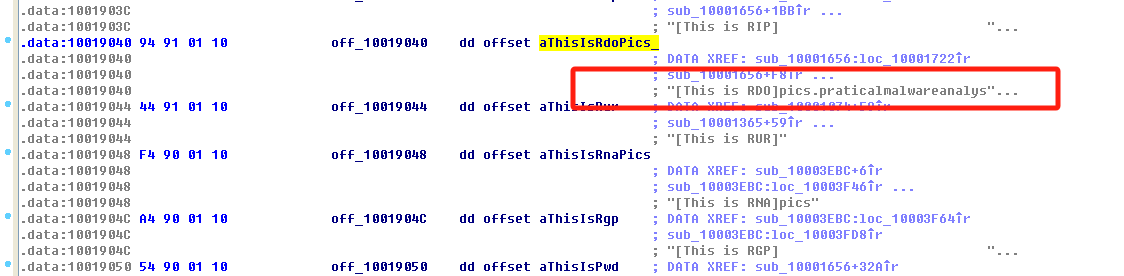 .data:1001903C ; sub_10001656+1BB↑r ...
.data:1001903C ; "[This is RIP] "...
.data:10019040 94 91 01 10 off_10019040 dd offset aThisIsRdoPics_
.data:10019040 ; DATA XREF: sub_10001656:loc_10001722↑r
.data:10019040 ; sub_10001656+F8↑r ...
.data:10019040 ; "[This is RDO]pics.praticalmalwareanalys"...
.data:10019044 44 91 01 10 off_10019044 dd offset
.data:10019044 ; sub_10001365+59↑r ...
.data:10019044 ; "[This is RUR]"
.data:10019048 F4 90 01 10 off_10019048 dd offset aThisIsRnaPics
.data:10019048 ; DATA XREF: sub_10003EBC+6↑r
.data:10019048 ; sub_10003EBC:loc_10003F46↑r ...
.data:10019048 ; "[This is RNA]pics"
.data:1001904C A4 90 01 10 off_1001904C dd offset aThisIsRgp ; DATA XREF: sub_10003EBC:loc_10003F64↑r
.data:1001904C ; sub_10003EBC:loc_10003FD8↑r
.data:1001904C ; "[This is RGP] "...
.data:10019050 54 90 01 10 off_10019050 dd offset aThisIsPwd ; DATA XREF: sub_10001656+32A↑r